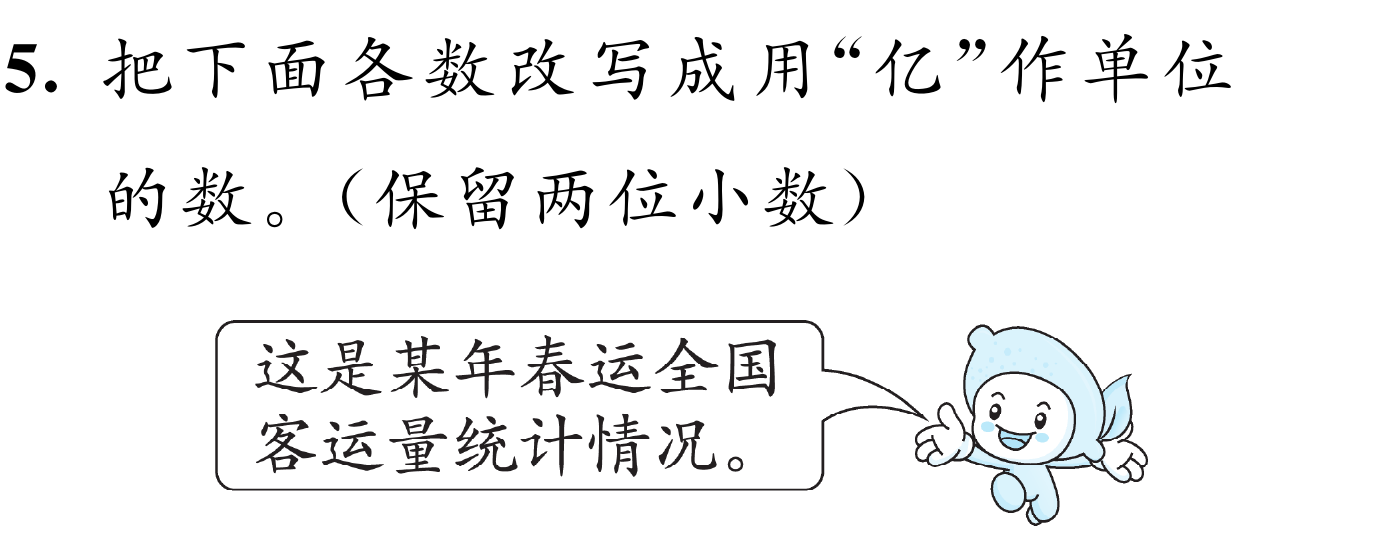 5. 把下面各数改写成用“亿”作单位
的数。（保留两位小数）
这是某年春运全国
客运量统计情况。